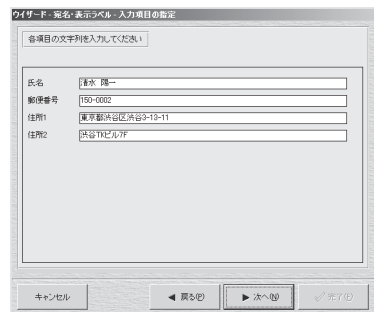 ウィザード - 宛名・表示ラベル - 入力項目の指定
各項目の文字列を入力してください
氏名 清水 陽一
郵便番号 150-0002
住所1 東京都渋谷区渋谷3-13-11
住所2 渋谷TKビル7F
キャンセル ◀ 戻る(P) ▶ 次へ(N) ✓ 完了(F)